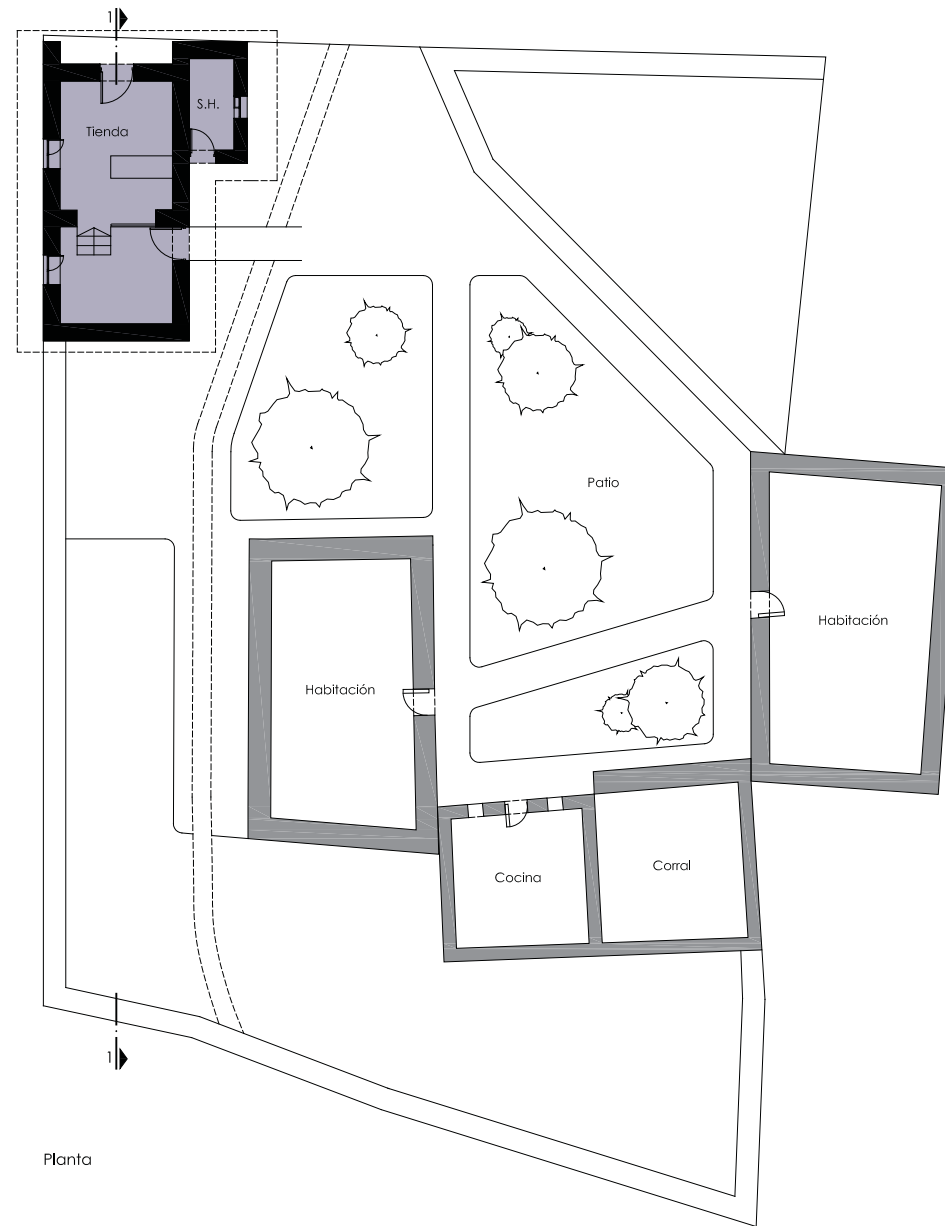 1
S.H.
Tienda
Patio
Habitación
Habitación
Corral
Cocina
1
Planta